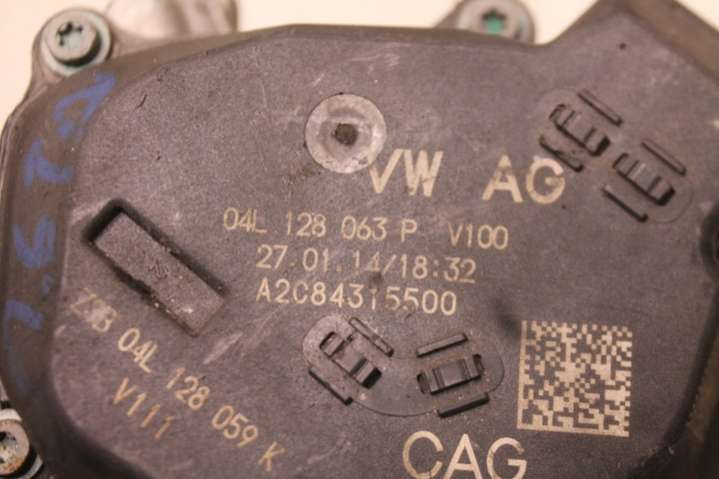 VW AG
04L 128 063 P V100
27.01.14/18:32
A2C84315500
ZSB 04L 128 059 K
V111
CAG